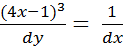 (4x−1)³/dy = 1/dx